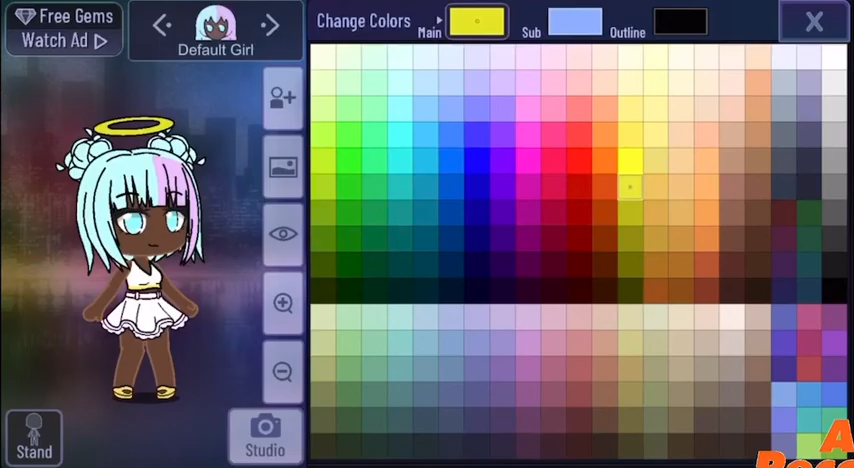 Free Gems
Watch Ad
Default Girl
Change Colors
Main
Sub
Outline
X
Stand
Studio
A